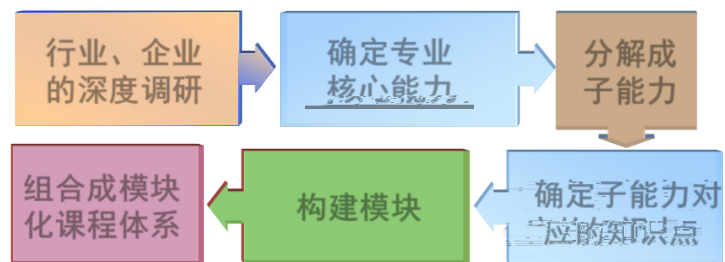 行业、企业
的深度调研
确定专业
核心能力
分解成
子能力
确定子能力对
应的知识点
构建模块
组合成模块
化课程体系